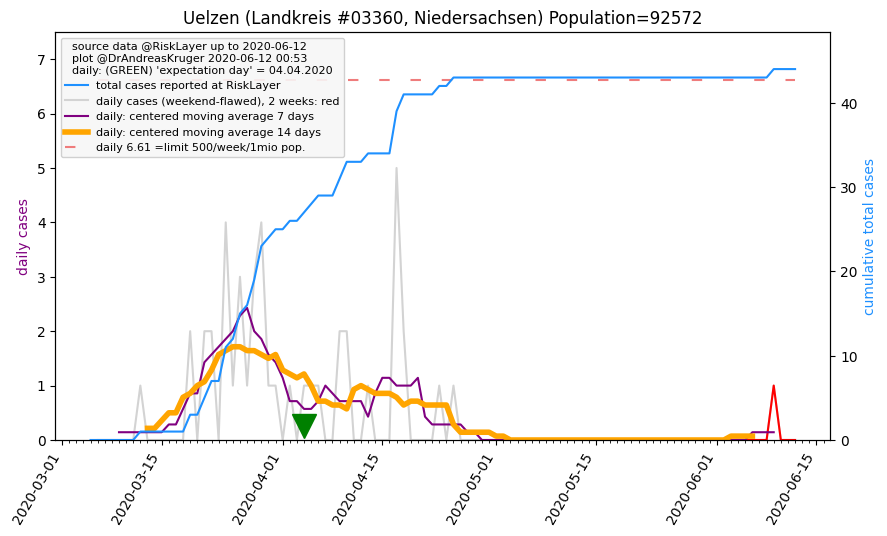 Uelzen (Landkreis #03360, Niedersachsen) Population=92572
source data @RiskLayer up to 2020-06-12
plot @DrAndreasKruger 2020-06-12 00:53
daily: (GREEN) 'expectation day' = 04.04.2020
total cases reported at RiskLayer
daily cases (weekend-flawed), 2 weeks: red
daily: centered moving average 7 days
daily: centered moving average 14 days
daily 6.61 =limit 500/week/1mio pop.
daily cases
7
6
5
4
3
2
1
0
cumulative total cases
40
30
20
10
0
2020-03-01
2020-03-15
2020-04-01
2020-04-15
2020-05-01
2020-05-15
2020-06-01
2020-06-15